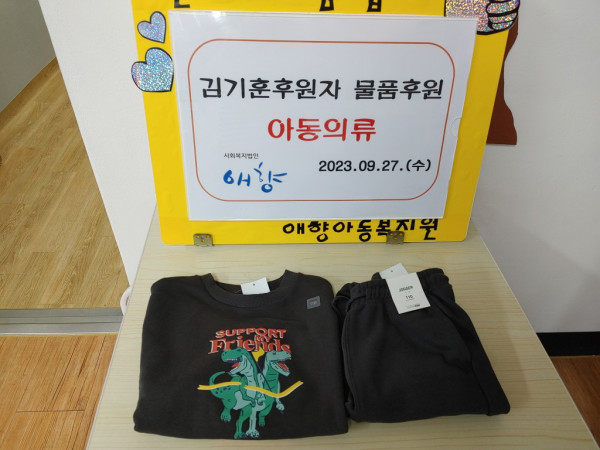 김기훈후원자 물품후원
아동의류
사회복지법인
애향
2023.09.27.(수)
애향아동복지원
SUPPORT
Friends